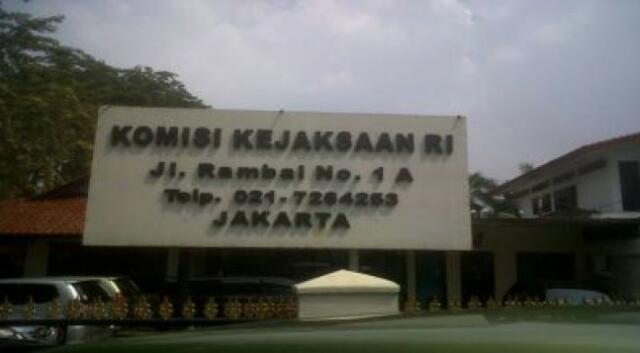 KOMISI KEJAKSAAN RI
Jl. Rambai No. 1 A
Telp. 021-7264253
JAKARTA